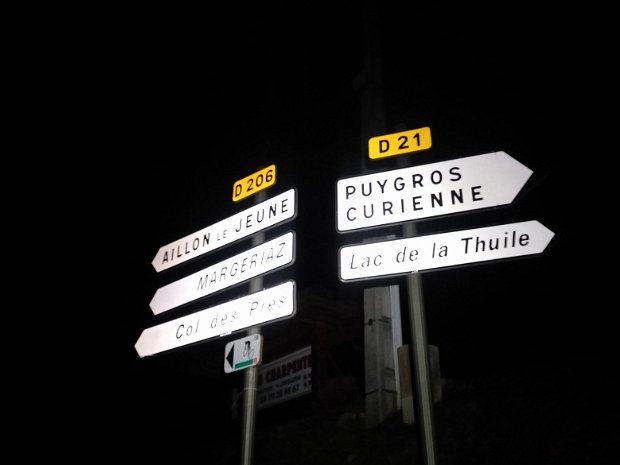 D 206
AILLON LE JEUNE
MARGERIAZ
Col des Prés
D 21
PUYGROS
CURIENNE
Lac de la Thuile
CHARPENTE